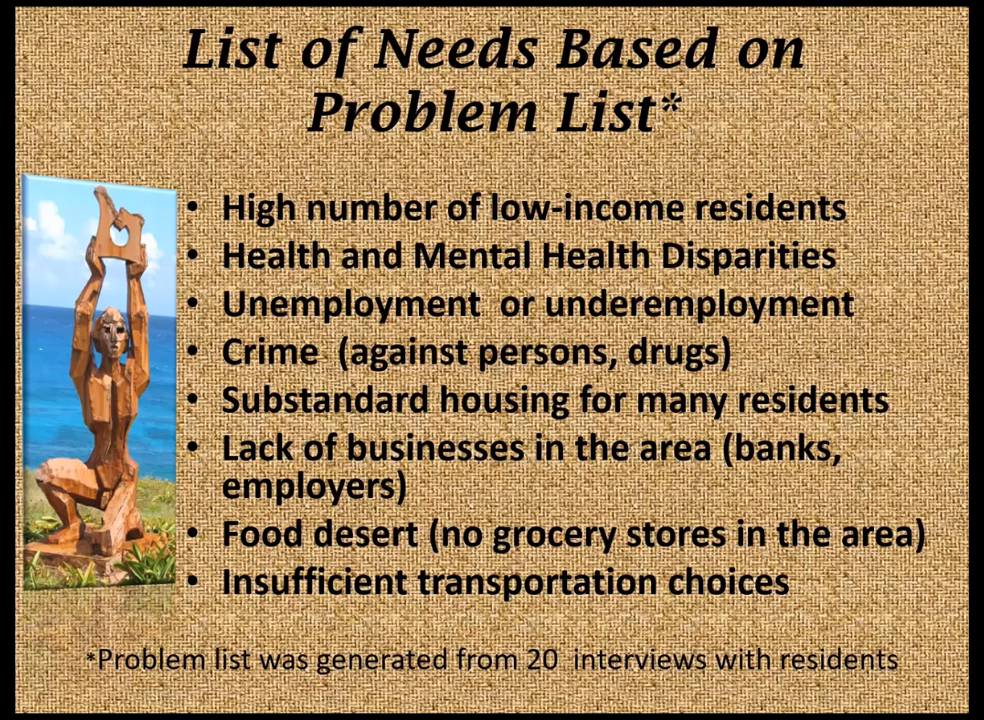 List of Needs Based on
Problem List*
• High number of low-income residents
• Health and Mental Health Disparities
• Unemployment  or underemployment
• Crime  (against persons, drugs)
• Substandard housing for many residents
• Lack of businesses in the area (banks,
employers)
• Food desert (no grocery stores in the area)
• Insufficient transportation choices
*Problem list was generated from 20  interviews with residents